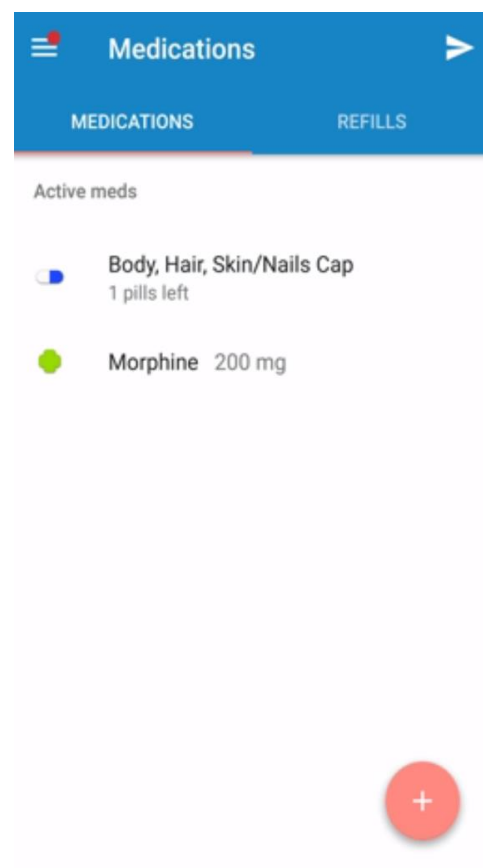 Medications
MEDICATIONS REFILLS
Active meds
Body, Hair, Skin/Nails Cap
1 pills left
Morphine 200 mg